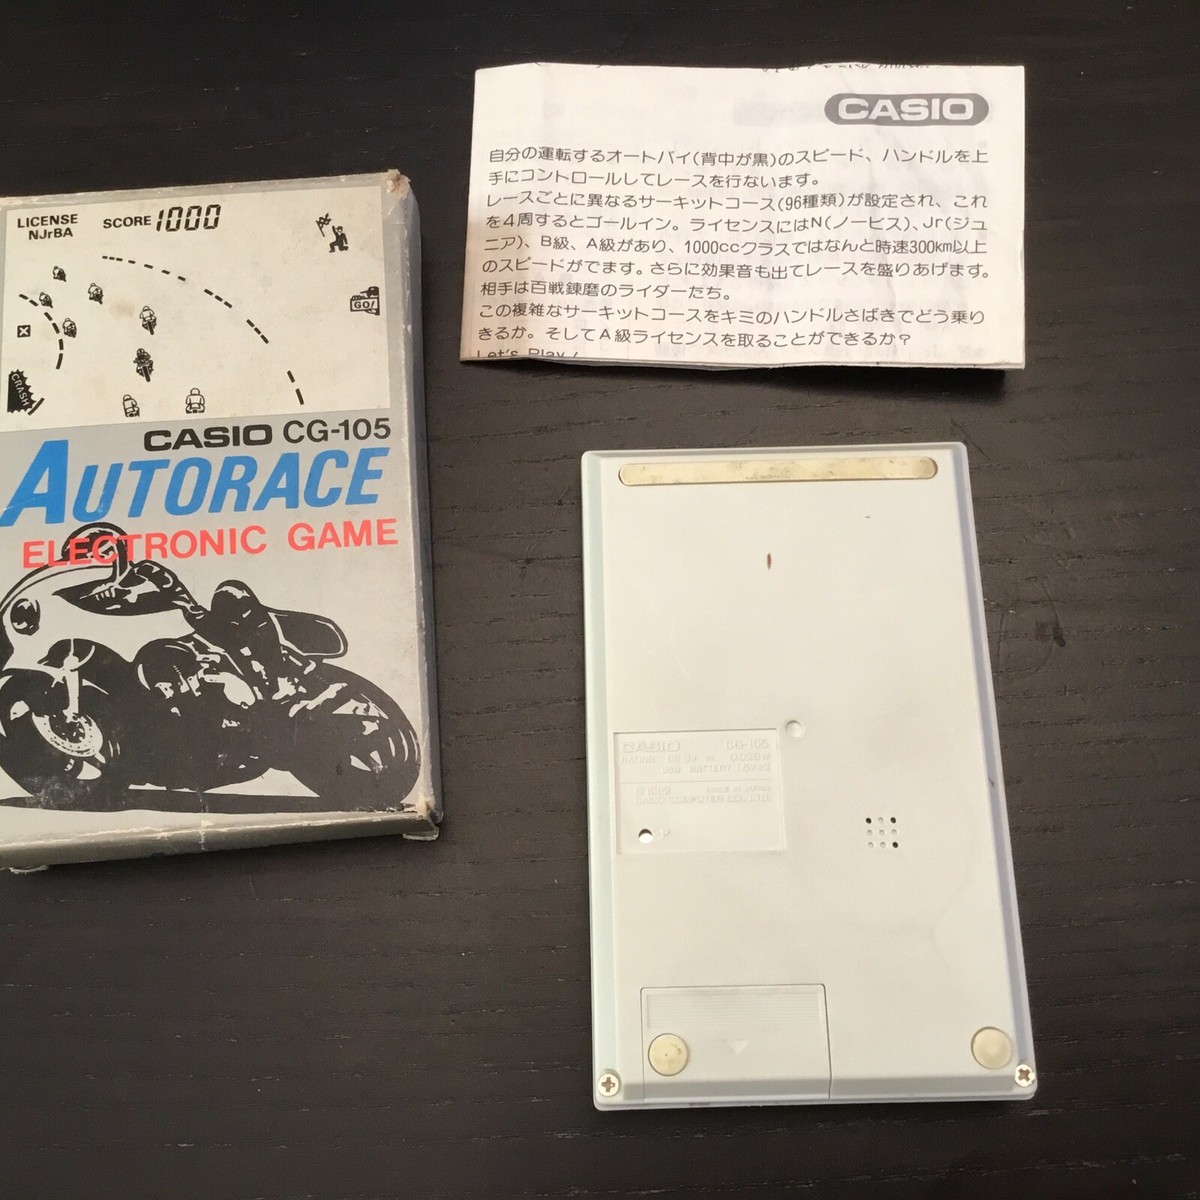 LICENSE
NJrBA
SCORE 1000
GO!
CRASH
CASIO CG-105
AUTORACE
ELECTRONIC GAME
CASIO
自分の運転するオートバイ(背中が黒)のスピード、ハンドルを上
手にコントロールしてレースを行ないます。
レースごとに異なるサーキットコース(96種類)が設定され、これ
を4周するとゴールイン。ライセンスにはN(ノービス)、Jr(ジュ
ニア)、B級、A級があり、1000ccクラスではなんと時速300km以上
のスピードがでます。さらに効果音も出てレースを盛りあげます。
相手は百戦錬磨のライダーたち。
この複雑なサーキットコースをキミのハンドルさばきでどう乗り
きるか。そしてA級ライセンスを取ることができるか?
Let's Play!
CASIO CG-105
MADE IN JAPAN
CASIO COMPUTER CO., LTD.